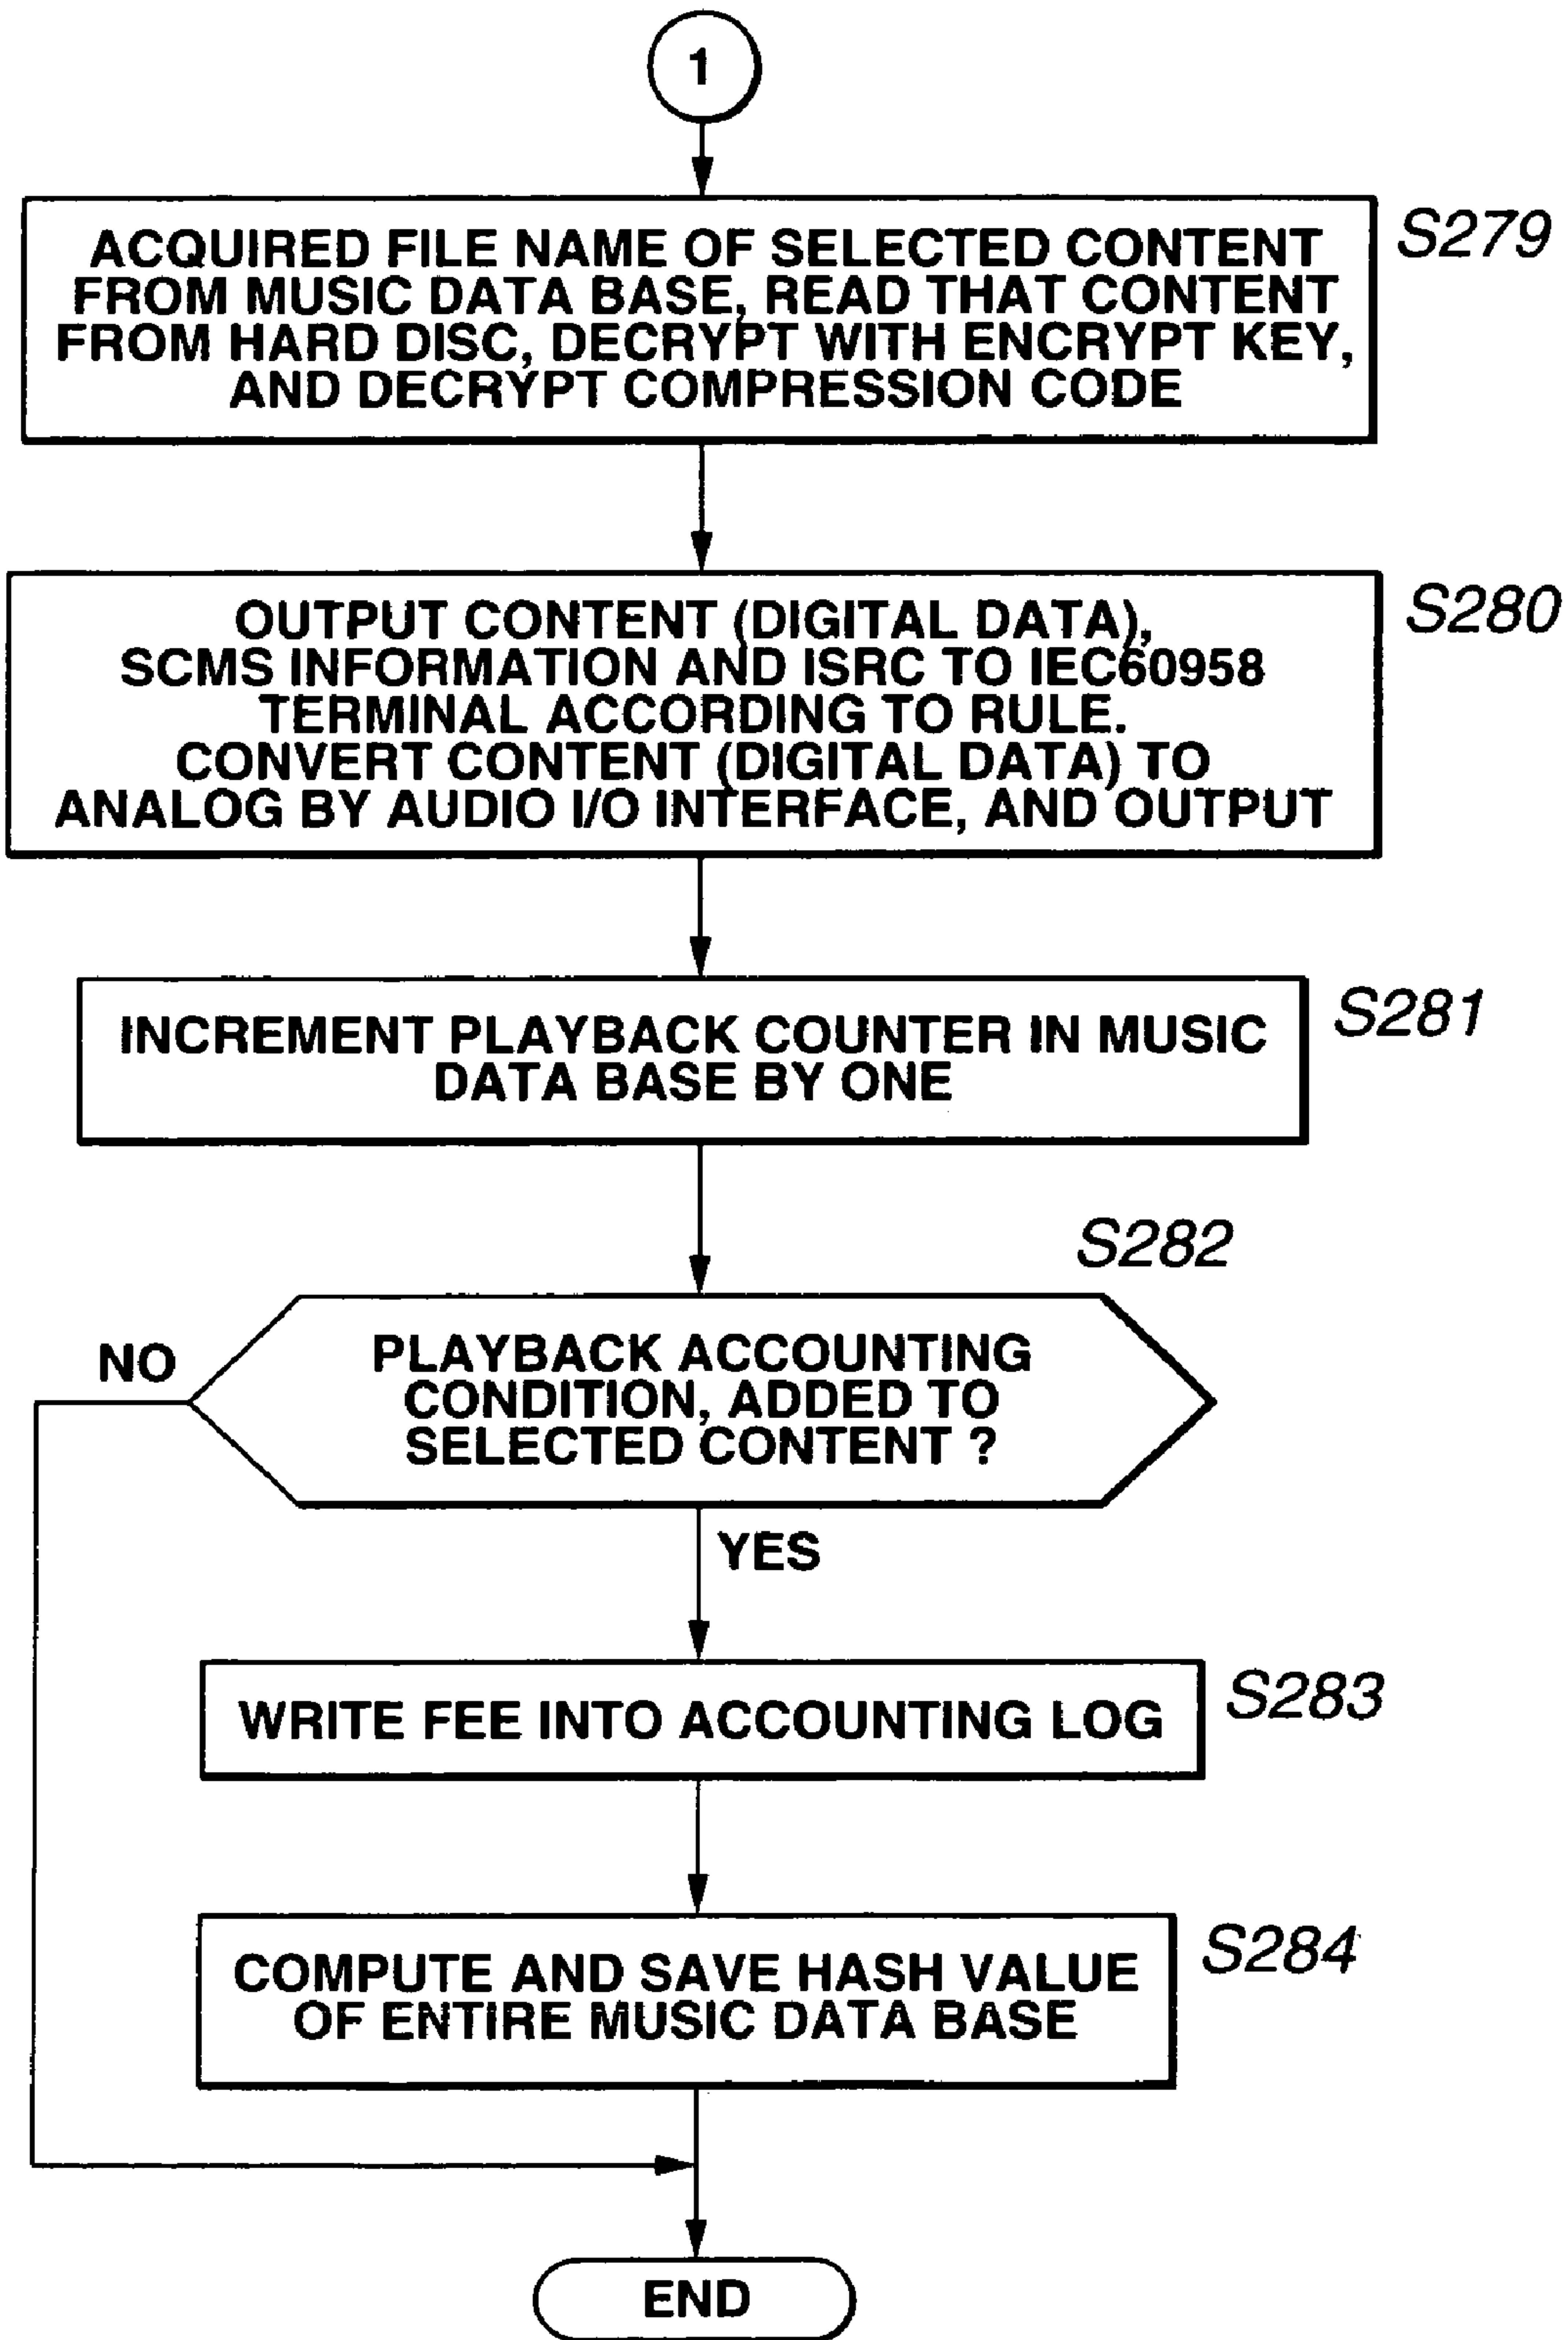 1
ACQUIRED FILE NAME OF SELECTED CONTENT
FROM MUSIC DATA BASE, READ THAT CONTENT
FROM HARD DISC, DECRYPT WITH ENCRYPT KEY,
AND DECRYPT COMPRESSION CODE
S279
OUTPUT CONTENT (DIGITAL DATA),
SCMS INFORMATION AND ISRC TO IEC60958
TERMINAL ACCORDING TO RULE.
CONVERT CONTENT (DIGITAL DATA) TO
ANALOG BY AUDIO I/O INTERFACE, AND OUTPUT
S280
INCREMENT PLAYBACK COUNTER IN MUSIC
DATA BASE BY ONE
S281
S282
NO
PLAYBACK ACCOUNTING
CONDITION, ADDED TO
SELECTED CONTENT ?
YES
WRITE FEE INTO ACCOUNTING LOG
S283
COMPUTE AND SAVE HASH VALUE
OF ENTIRE MUSIC DATA BASE
S284
END